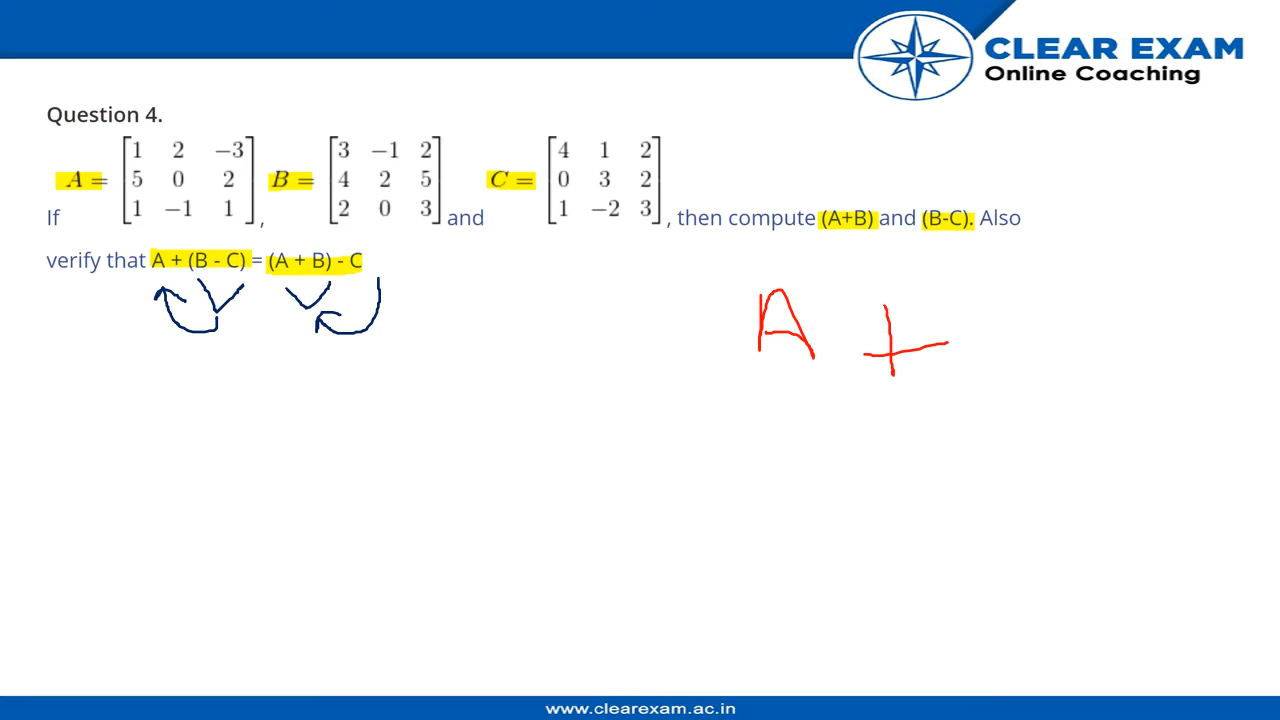 CLEAR EXAM
Online Coaching
Question 4.
If A = [1 2 −3
5 0 2
1 −1 1], B = [3 −1 2
4 2 5
2 0 3] and C = [4 1 2
0 3 2
1 −2 3], then compute (A+B) and (B-C). Also
verify that A + (B - C) = (A + B) - C
A +
www.clearexam.ac.in